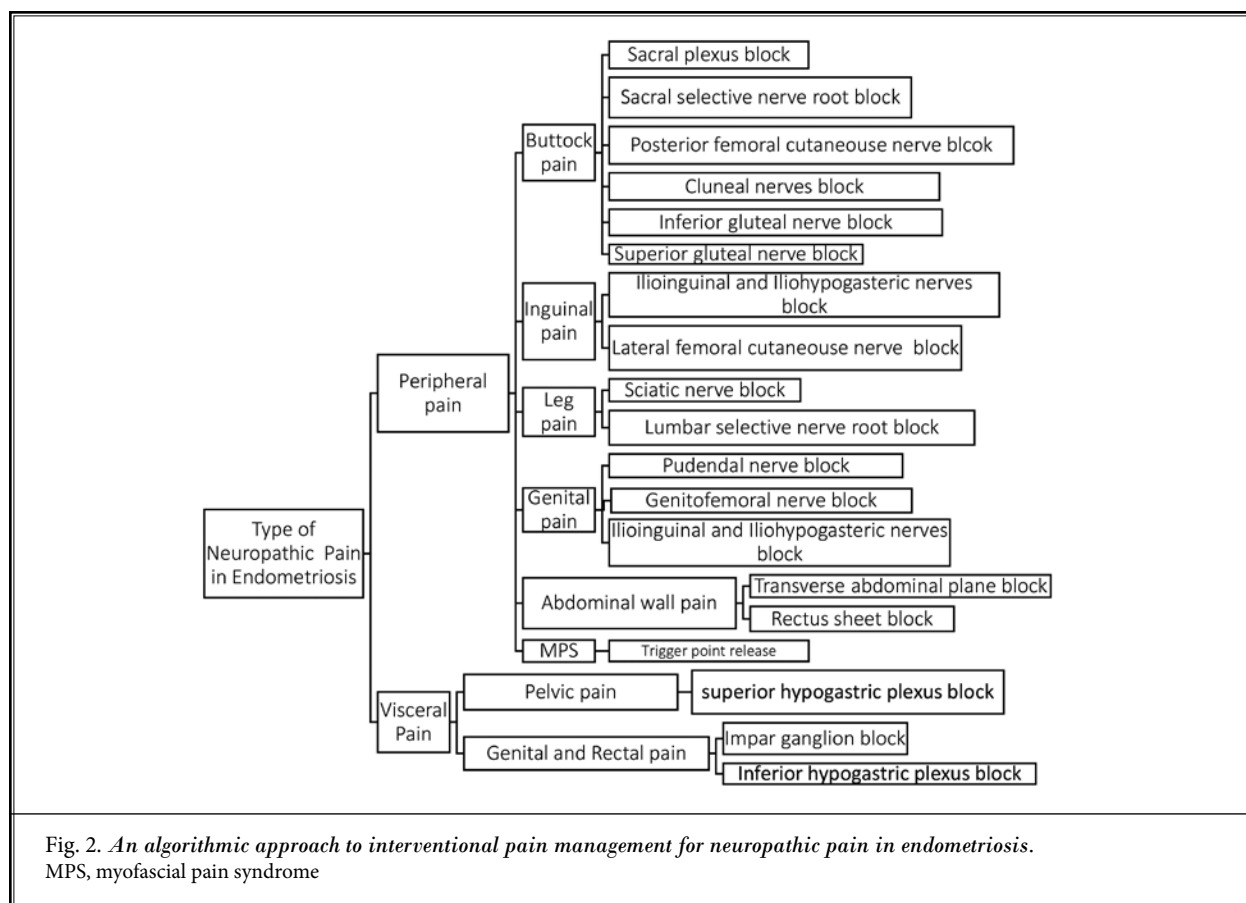 Sacral plexus block
Sacral selective nerve root block
Buttock
pain
Posterior femoral cutaneouse nerve blcok
Cluneal nerves block
Inferior gluteal nerve block
Superior gluteal nerve block
Inguinal
pain
Ilioinguinal and Iliohypogasteric nerves
block
Lateral femoral cutaneouse nerve block
Peripheral
pain
Leg
pain
Sciatic nerve block
Lumbar selective nerve root block
Genital
pain
Pudendal nerve block
Genitofemoral nerve block
Ilioinguinal and Iliohypogasteric nerves
block
Type of
Neuropathic Pain
in Endometriosis
Abdominal wall pain
Transverse abdominal plane block
Rectus sheet block
MPS
Trigger point release
Visceral
Pain
Pelvic pain
superior hypogastric plexus block
Genital and Rectal pain
Impar ganglion block
Inferior hypogastric plexus block
Fig. 2. An algorithmic approach to interventional pain management for neuropathic pain in endometriosis.
MPS, myofascial pain syndrome